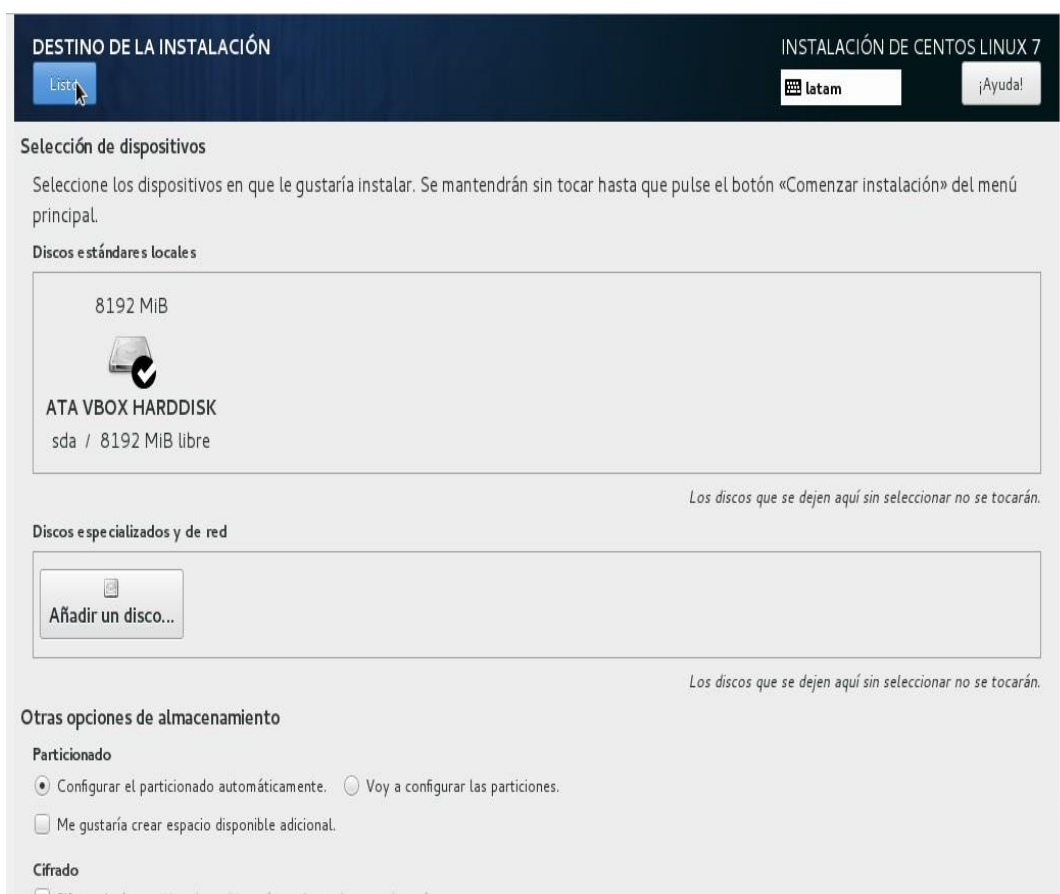 DESTINO DE LA INSTALACIÓN
INSTALACIÓN DE CENTOS LINUX 7
Listo
latam
¡Ayuda!
Selección de dispositivos
Seleccione los dispositivos en que le gustaría instalar. Se mantendrán sin tocar hasta que pulse el botón «Comenzar instalación» del menú
principal.
Discos estándares locales
8192 MiB
ATA VBOX HARDDISK
sda / 8192 MiB libre
Los discos que se dejen aquí sin seleccionar no se tocarán.
Discos especializados y de red
Añadir un disco...
Los discos que se dejen aquí sin seleccionar no se tocarán.
Otras opciones de almacenamiento
Particionado
Configurar el particionado automáticamente.
Voy a configurar las particiones.
Me gustaría crear espacio disponible adicional.
Cifrado